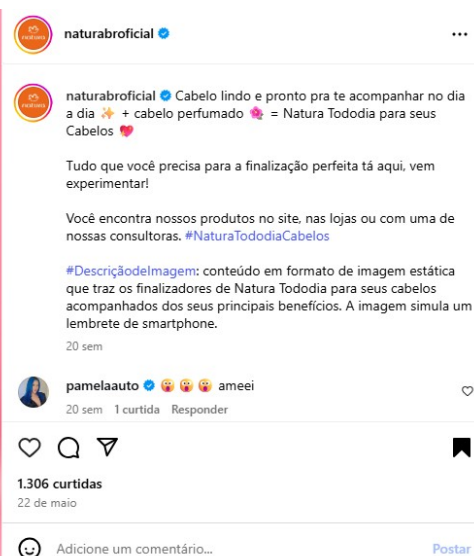 naturabroficial
naturabroficial Cabelo lindo e pronto pra te acompanhar no dia
a dia ✨ + cabelo perfumado 🌺 = Natura Tododia para seus
Cabelos 💖
Tudo que você precisa para a finalização perfeita tá aqui, vem
experimentar!
Você encontra nossos produtos no site, nas lojas ou com uma de
nossas consultoras. #NaturaTododiaCabelos
#DescriçãodeImagem: conteúdo em formato de imagem estática
que traz os finalizadores de Natura Tododia para seus cabelos
acompanhados dos seus principais benefícios. A imagem simula um
lembrete de smartphone.
20 sem
pamelaauto 😲 😲 😲 ameei
20 sem 1 curtida Responder
1.306 curtidas
22 de maio
Adicione um comentário...
Postar